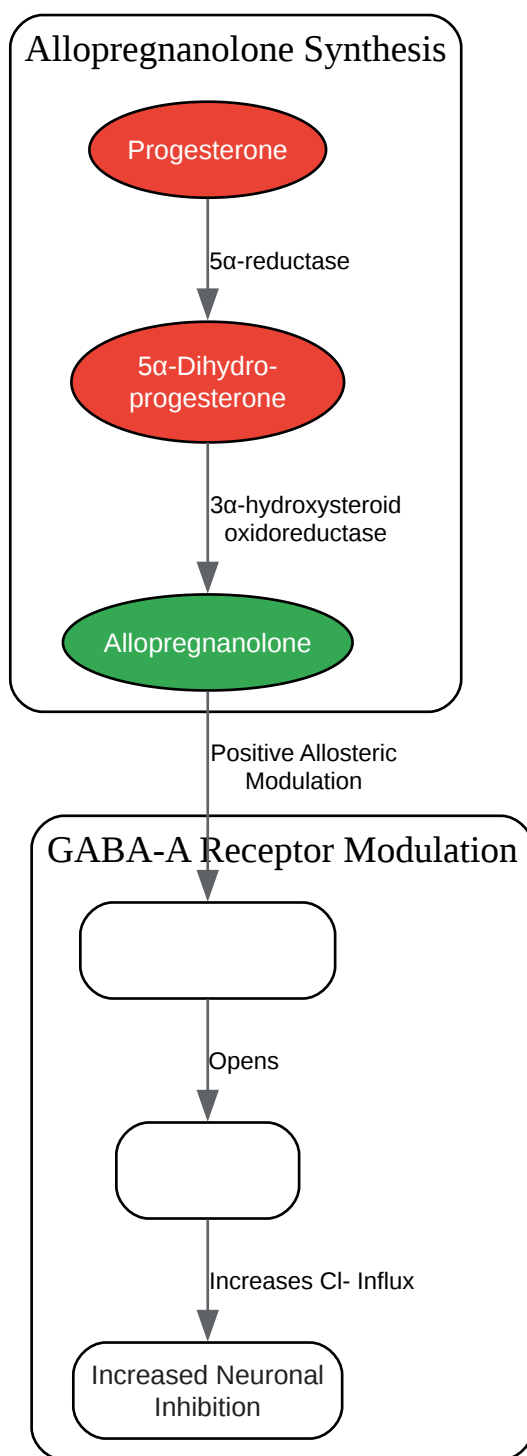 Allopregnanolone Synthesis
Progesterone
5α-reductase
5α-Dihydro-
progesterone
3α-hydroxysteroid
oxidoreductase
Allopregnanolone
Positive Allosteric
Modulation
GABA-A Receptor Modulation
Opens
Increases Cl- Influx
Increased Neuronal
Inhibition